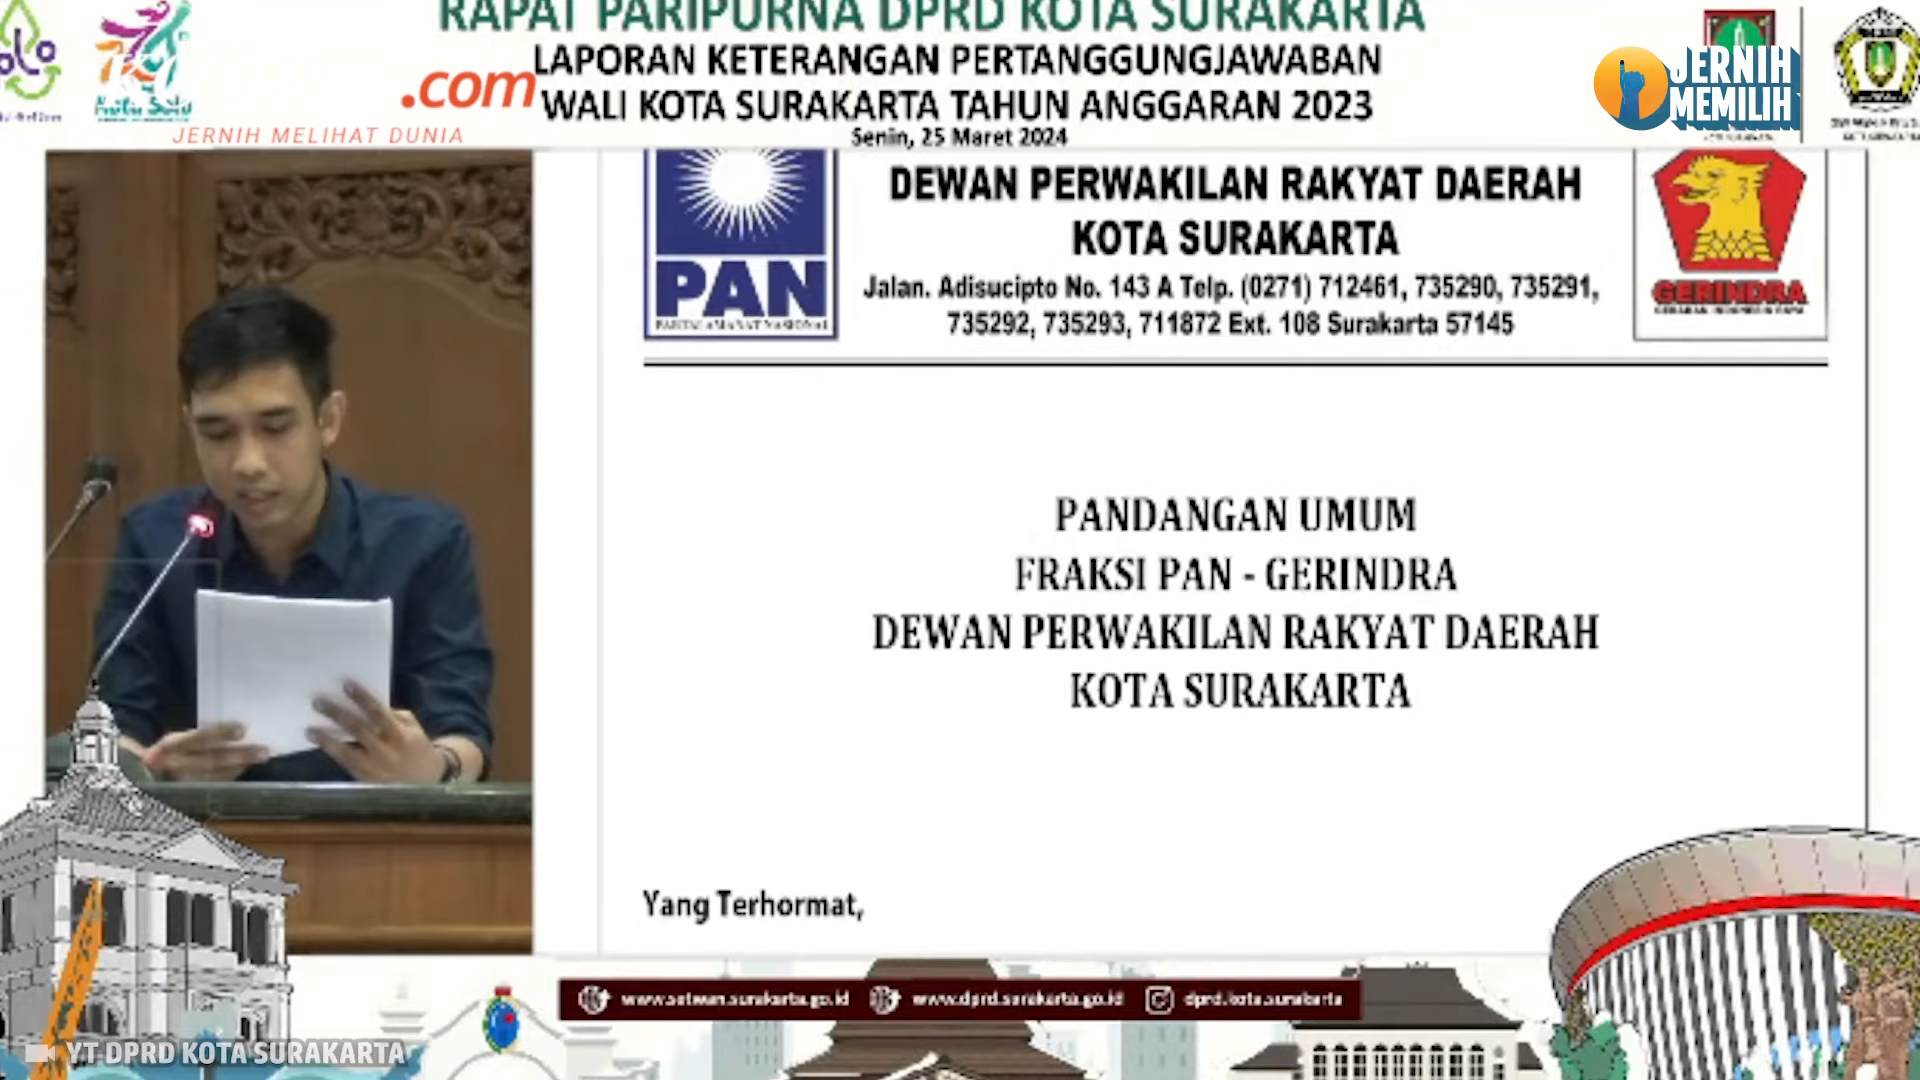 RAPAT PARIPURNA DPRD KOTA SURAKARTA
LAPORAN KETERANGAN PERTANGGUNGJAWABAN
WALI KOTA SURAKARTA TAHUN ANGGARAN 2023
Senin, 25 Maret 2024
.com
JERNIH MELIHAT DUNIA
JERNIH
MEMILIH
PAN
PARTAI AMANAT NASIONAL
DEWAN PERWAKILAN RAKYAT DAERAH
KOTA SURAKARTA
Jalan. Adisucipto No. 143 A Telp. (0271) 712461, 735290, 735291,
735292, 735293, 711872 Ext. 108 Surakarta 57145
GERINDRA
PANDANGAN UMUM
FRAKSI PAN - GERINDRA
DEWAN PERWAKILAN RAKYAT DAERAH
KOTA SURAKARTA
Yang Terhormat,
www.setwan.surakarta.go.id
www.dprd.surakarta.go.id
dprd.kota.surakarta
YT DPRD KOTA SURAKARTA